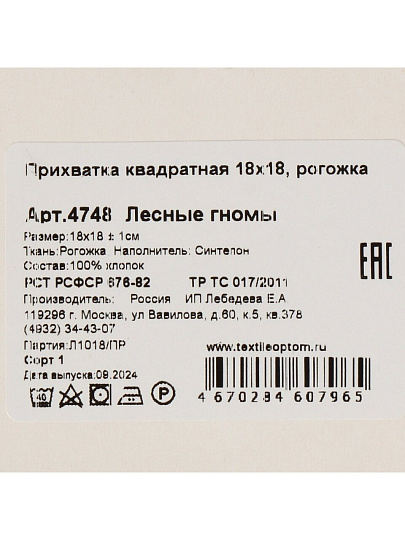 Прихватка квадратная 18х18, рогожка
Арт.4748 Лесные гномы
Размер:18х18 ± 1см
Ткань:Рогожка. Наполнитель: Синтепон
Состав:100% хлопок
РСТ РСФСР 676-82 ТР ТС 017/2011
ЕАС
Производитель: Россия ИП Лебедева Е.А
119296 г. Москва, ул Вавилова, д.60, к.5, кв.378
(4932) 34-43-07
Партия:Л1018/ПР
Сорт 1
Дата выпуска:09.2024
www.textileoptom.ru
40
P
4 670284 607965